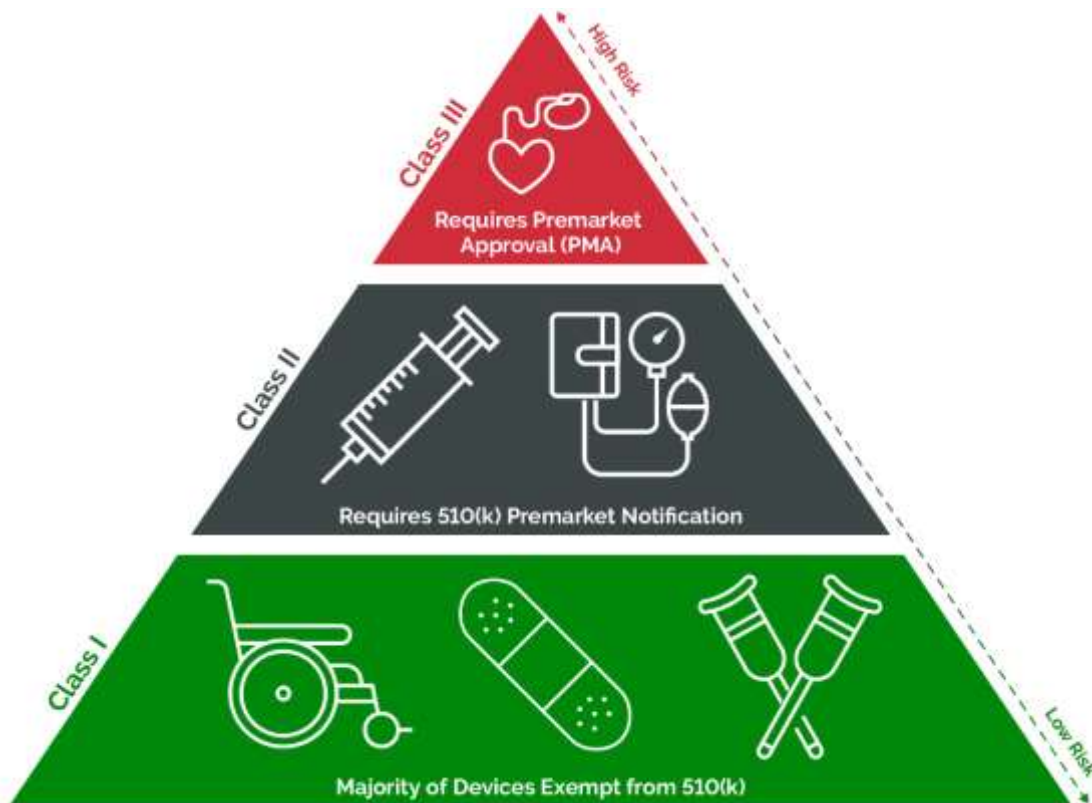 High Risk
Class III
Requires Premarket
Approval (PMA)
Class II
Requires 510(k) Premarket Notification
Class I
Low Risk
Majority of Devices Exempt from 510(k)